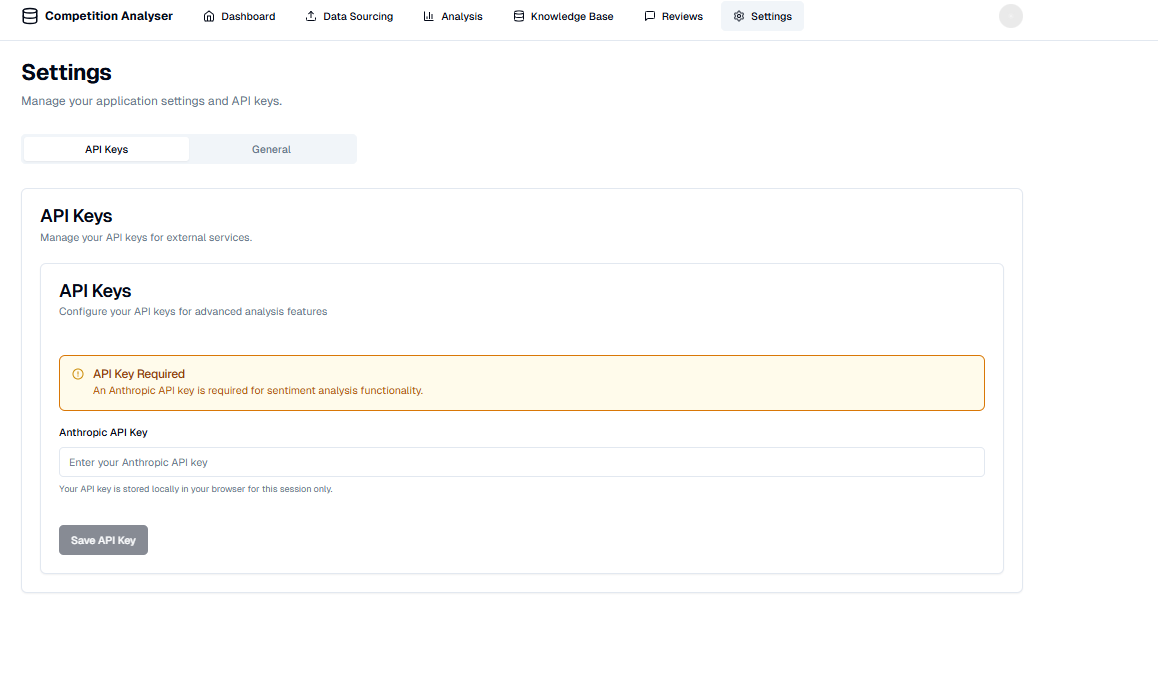 Competition Analyser
Dashboard
Data Sourcing
Analysis
Knowledge Base
Reviews
Settings
Settings
Manage your application settings and API keys.
API Keys
General
API Keys
Manage your API keys for external services.
API Keys
Configure your API keys for advanced analysis features
API Key Required
An Anthropic API key is required for sentiment analysis functionality.
Anthropic API Key
Enter your Anthropic API key
Your API key is stored locally in your browser for this session only.
Save API Key